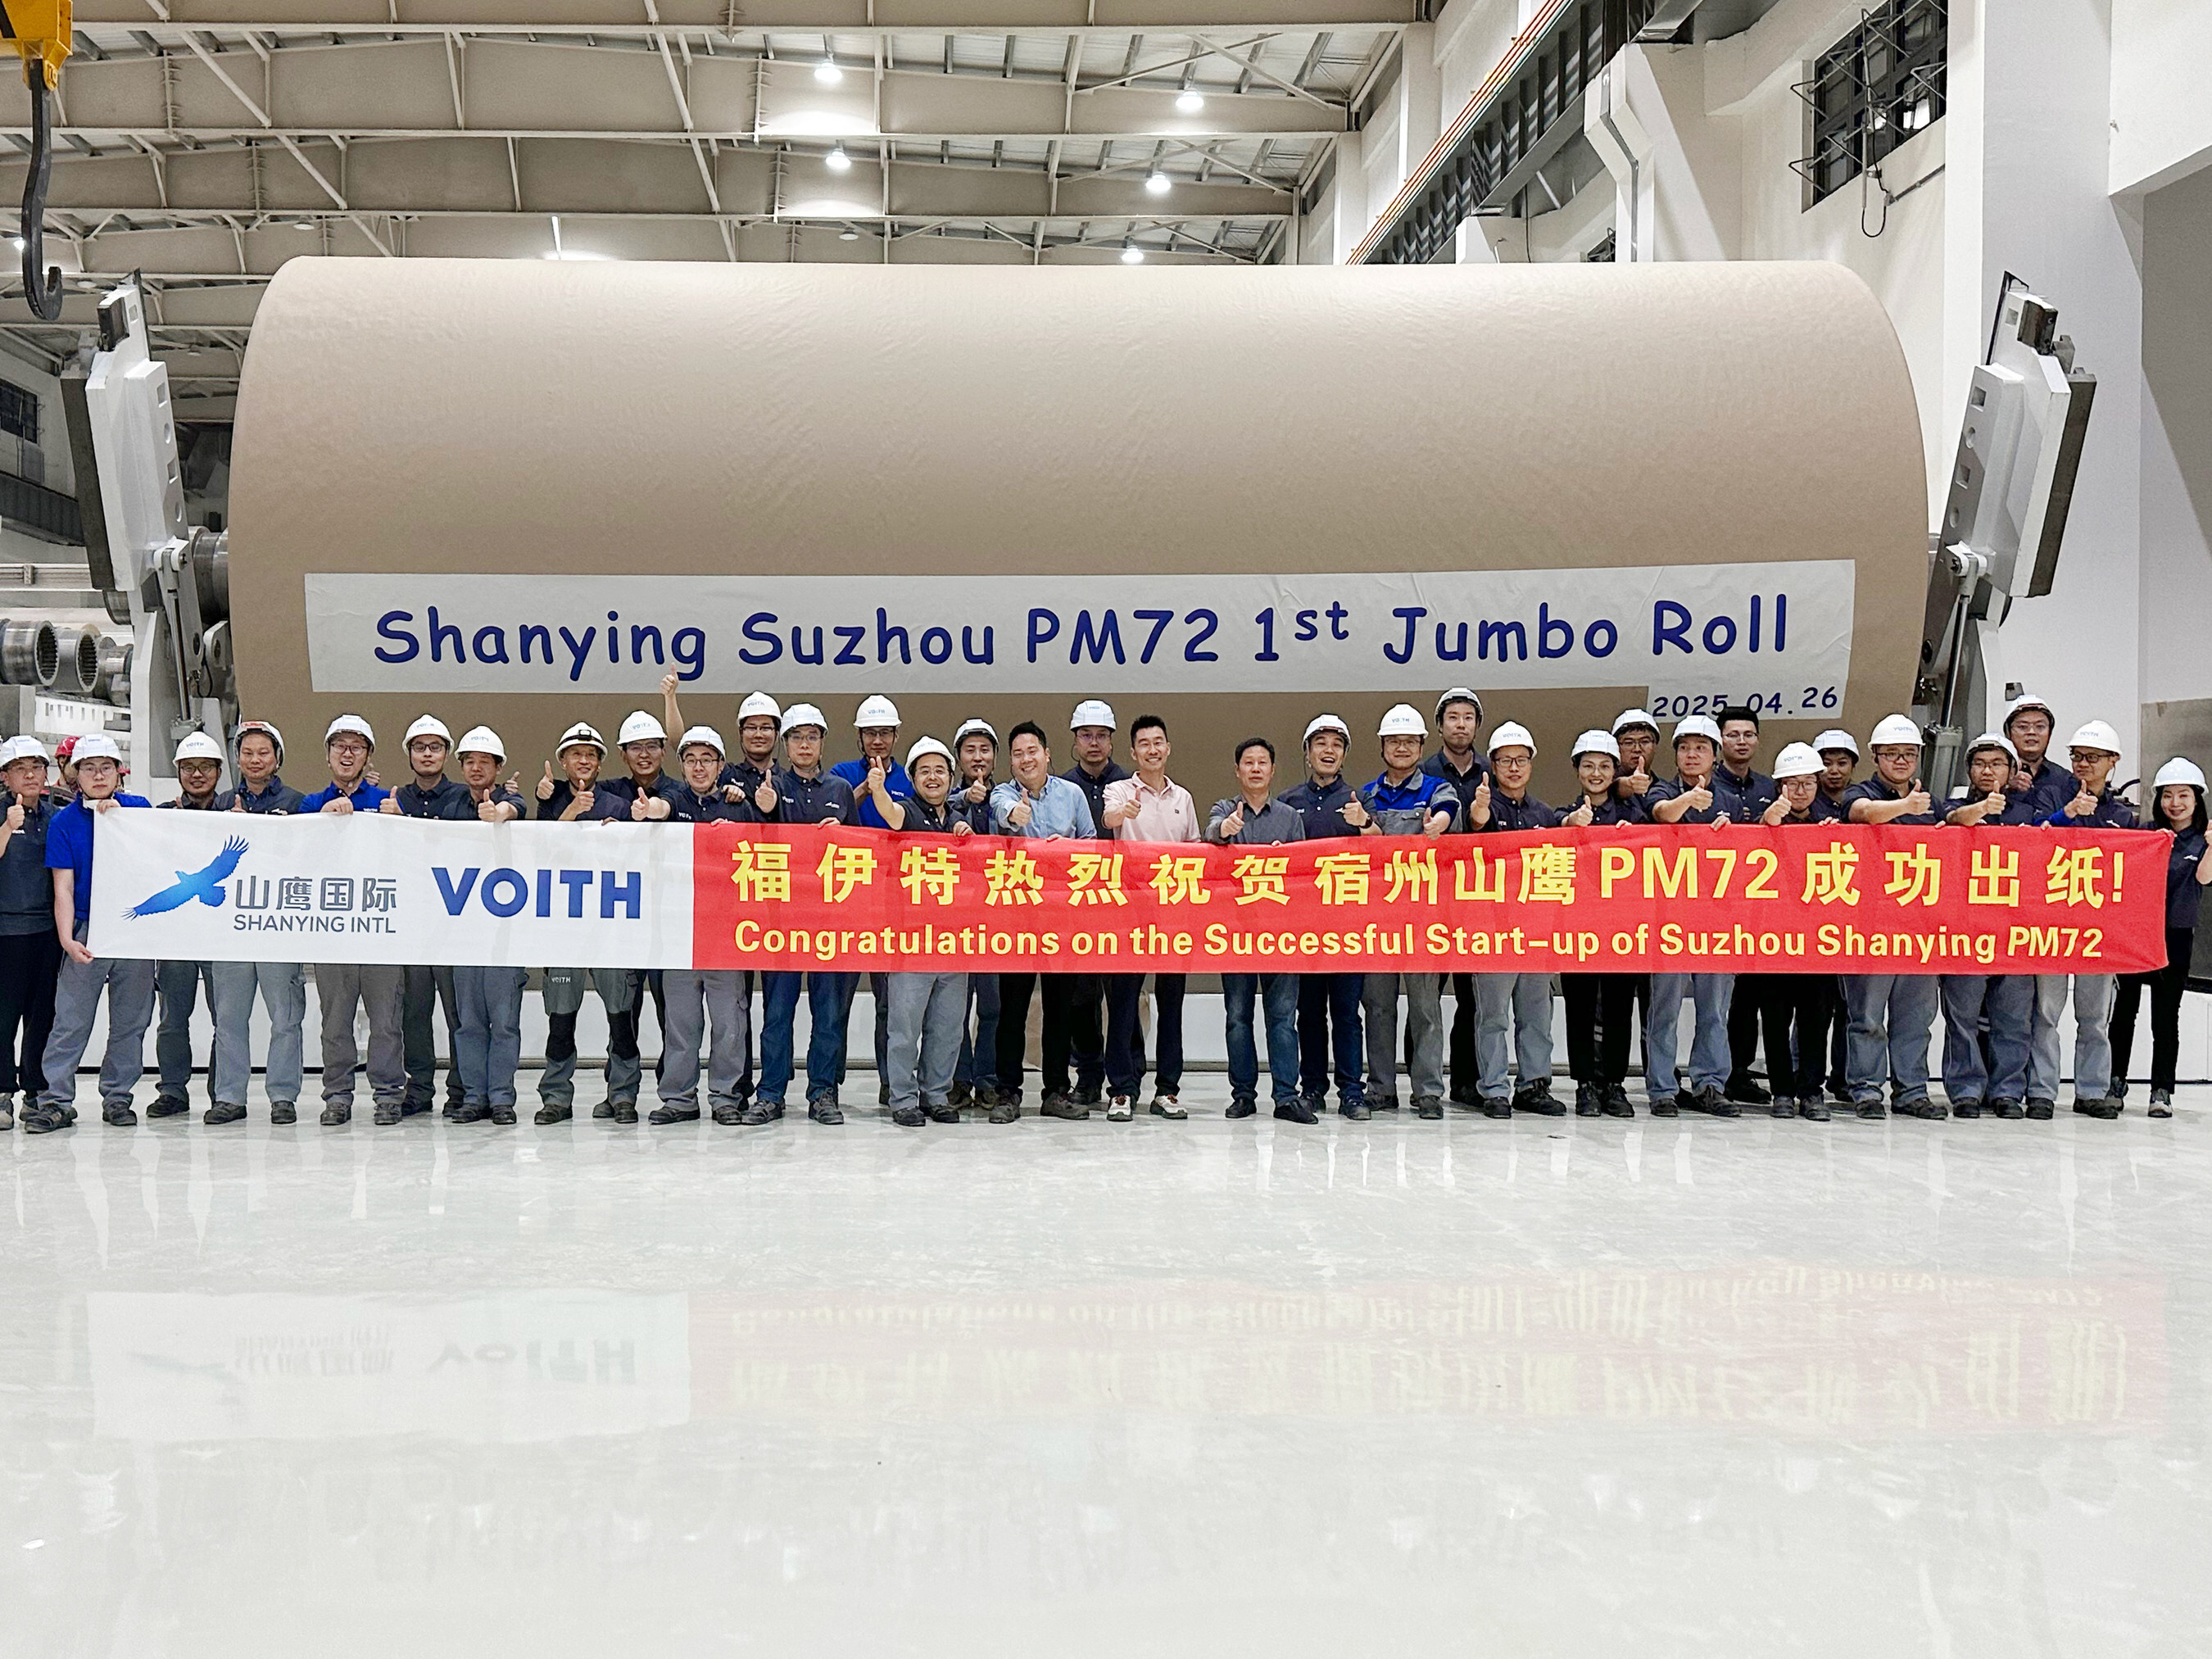 Shanying Suzhou PM72 1st Jumbo Roll
2025.04.26
山鹰国际
SHANYING INTL
VOITH
福伊特热烈祝贺宿州山鹰PM72成功出纸!
Congratulations on the Successful Start-up of Suzhou Shanying PM72
VOITH